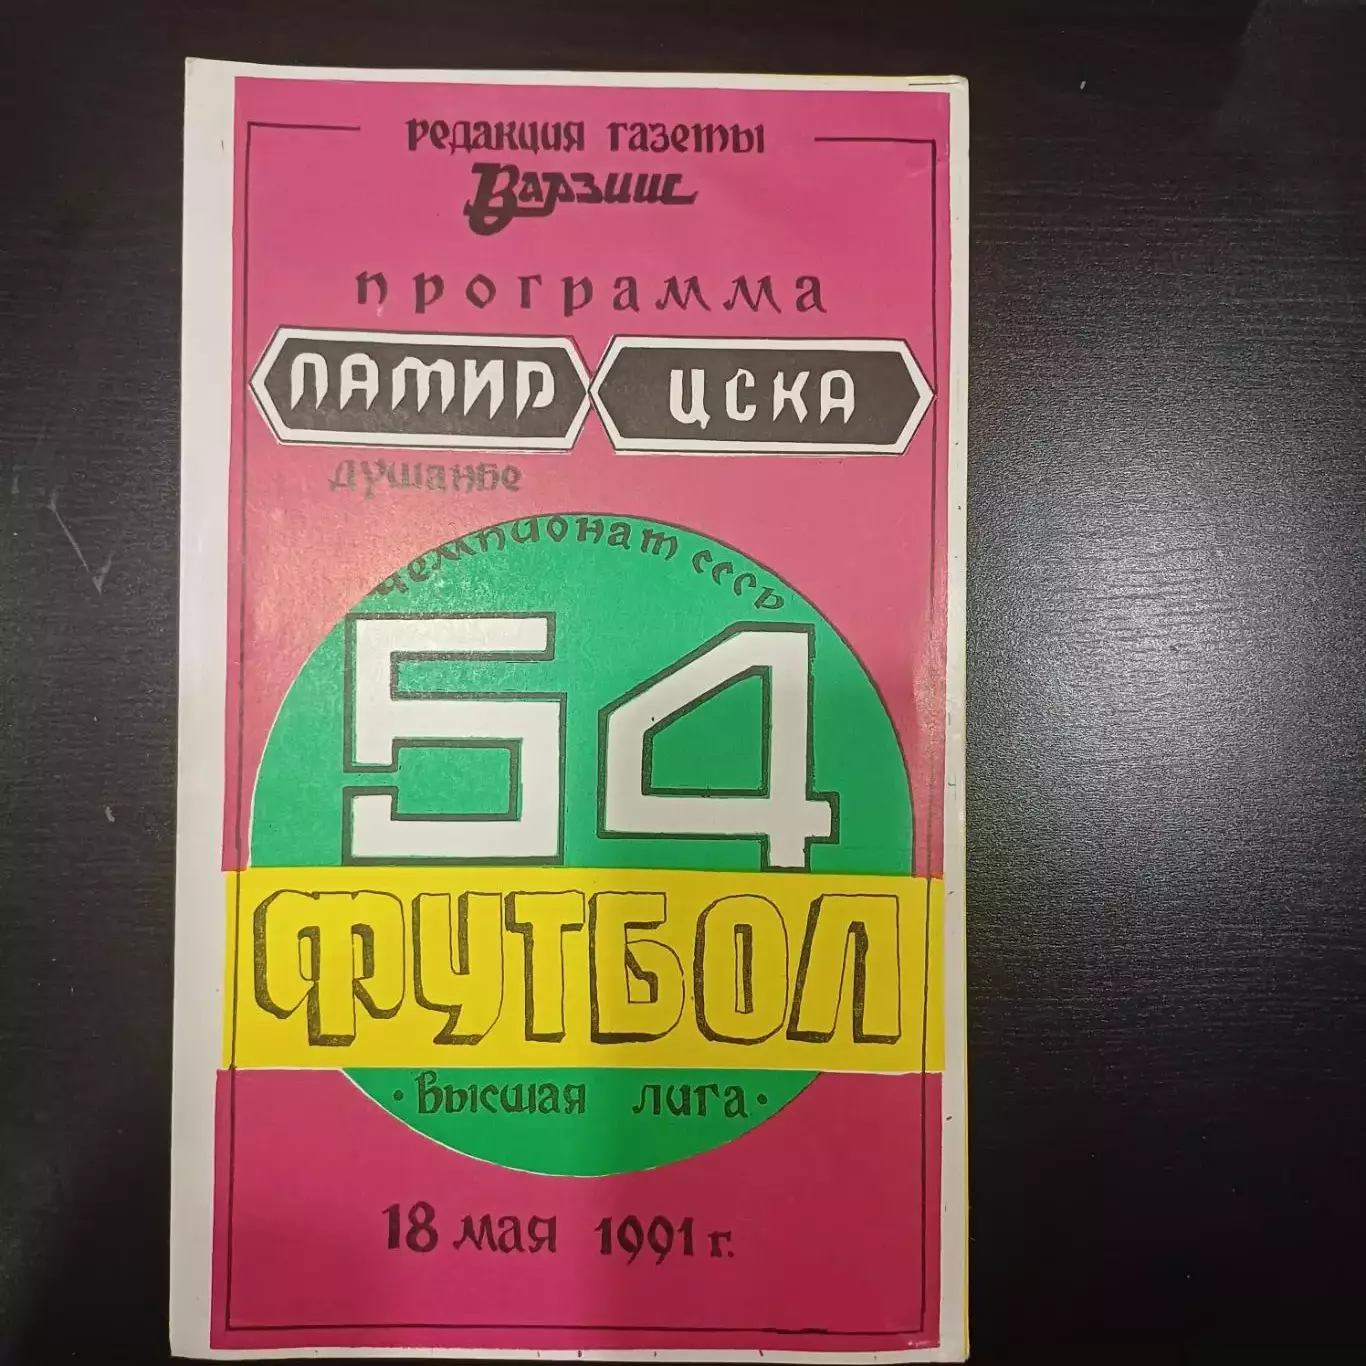 редакция газеты
Варзиш
программа
ПАМИР ЦСКА
душанбе
чемпионат ссср
54
ФУТБОЛ
• высшая лига •
18 мая 1991 г.